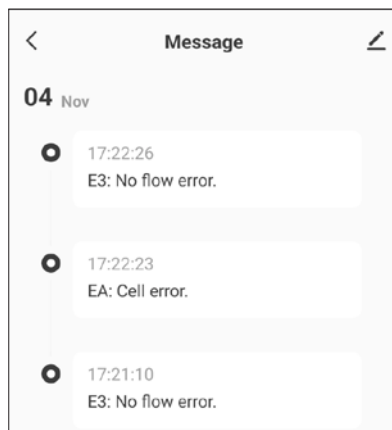 Message
04 Nov
17:22:26
E3: No flow error.
17:22:23
EA: Cell error.
17:21:10
E3: No flow error.